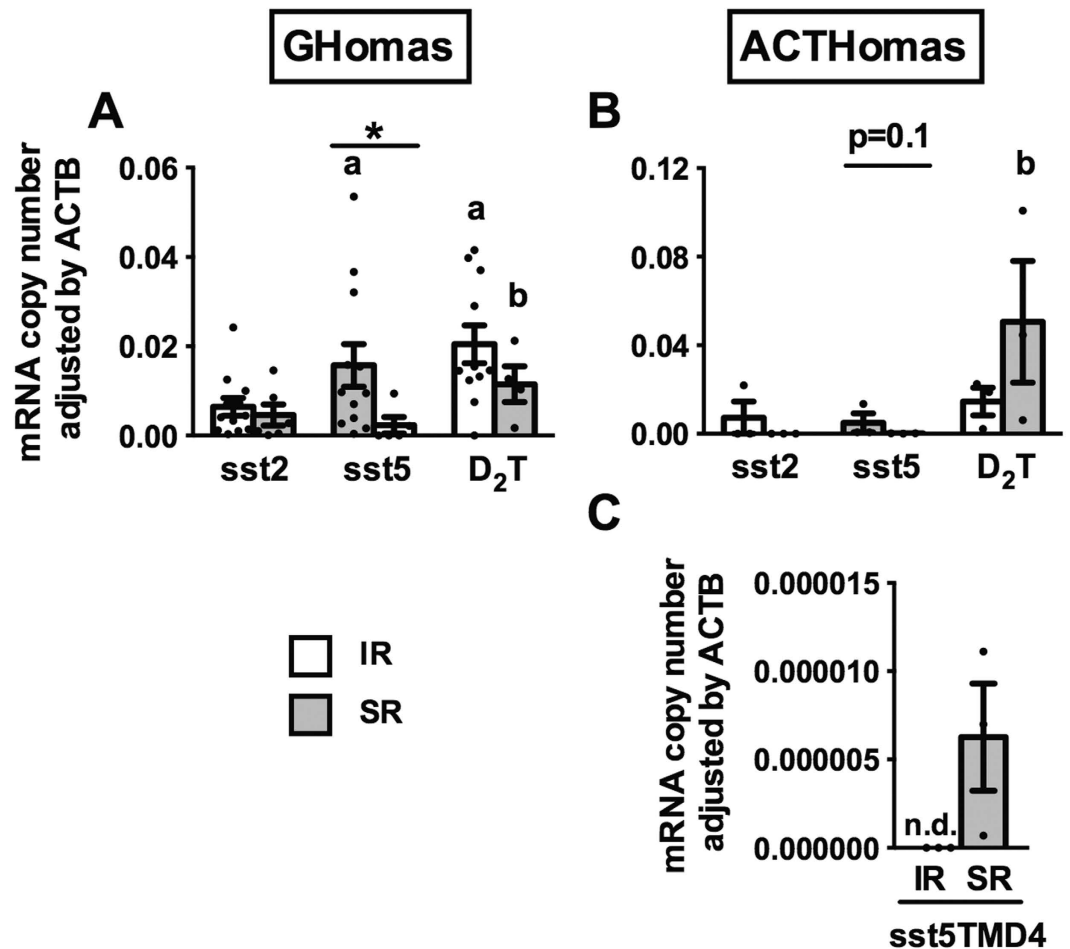 GHomas
ACTHomas
A
B
mRNA copy number
adjusted by ACTB
0.06
0.04
0.02
0.00
*
a
a
b
sst2
sst5
D2T
p=0.1
b
0.12
0.08
0.04
0.00
sst2
sst5
D2T
C
IR
SR
mRNA copy number
adjusted by ACTB
0.000015
0.000010
0.000005
0.000000
n.d.
IR SR
sst5TMD4